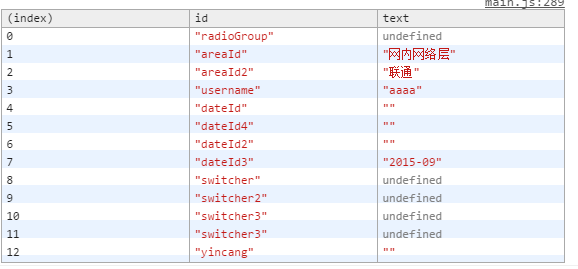 main.js:289
(index) id text
0 "radioGroup" undefined
1 "areaId" "网内网络层"
2 "areaId2" "联通"
3 "username" "aaaa"
4 "dateId" ""
5 "dateId4" ""
6 "dateId2" ""
7 "dateId3" "2015-09"
8 "switcher" undefined
9 "switcher2" undefined
10 "switcher3" undefined
11 "switcher3" undefined
12 "yincang" ""